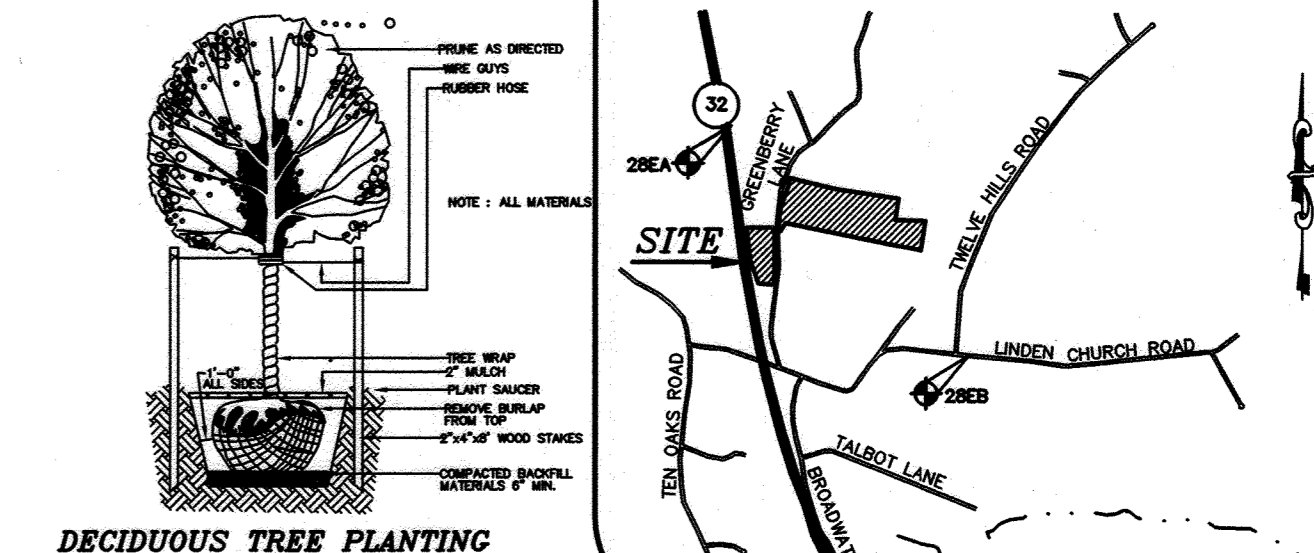 PRUNE AS DIRECTED
WIRE GUYS
RUBBER HOSE
NOTE : ALL MATERIALS
TREE WRAP
2" MULCH
1'-0"
ALL SIDES
PLANT SAUCER
REMOVE BURLAP
FROM TOP
2"x4"x8' WOOD STAKES
COMPACTED BACKFILL
MATERIALS 6" MIN.
DECIDUOUS TREE PLANTING
32
28EA
GREENBERRY
LANE
TWELVE HILLS ROAD
SITE
LINDEN CHURCH ROAD
28EB
TEN OAKS ROAD
TALBOT LANE
BROADWAT